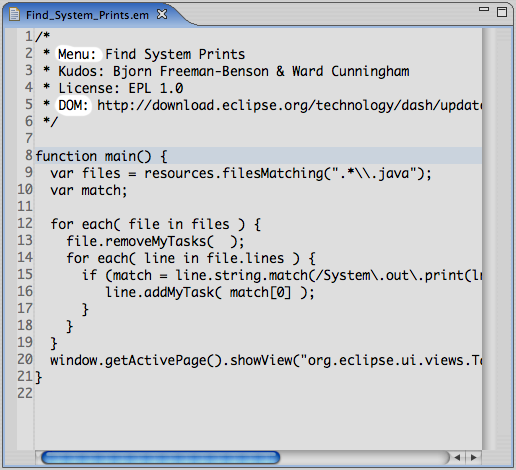 Find_System_Prints.em
1 /*
2 * Menu: Find System Prints
3 * Kudos: Bjorn Freeman-Benson & Ward Cunningham
4 * License: EPL 1.0
5 * DOM: http://download.eclipse.org/technology/dash/update
6 */
7
8 function main() {
9 var files = resources.filesMatching(".*\\.java");
10 var match;
11
12 for each( file in files ) {
13 file.removeMyTasks(  );
14 for each( line in file.lines ) {
15 if (match = line.string.match(/System\.out\.print(ln
16 line.addMyTask( match[0] );
17 }
18 }
19 }
20 window.getActivePage().showView("org.eclipse.ui.views.Ta
21 }
22